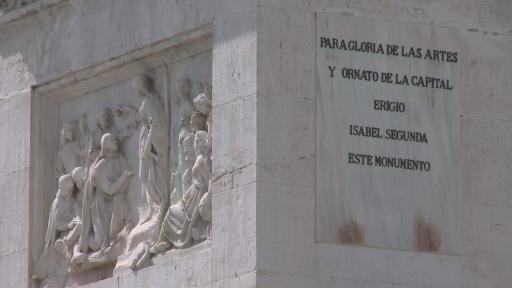 PARA GLORIA DE LAS ARTES
Y ORNATO DE LA CAPITAL
ERIGIO
ISABEL SEGUNDA
ESTE MONUMENTO